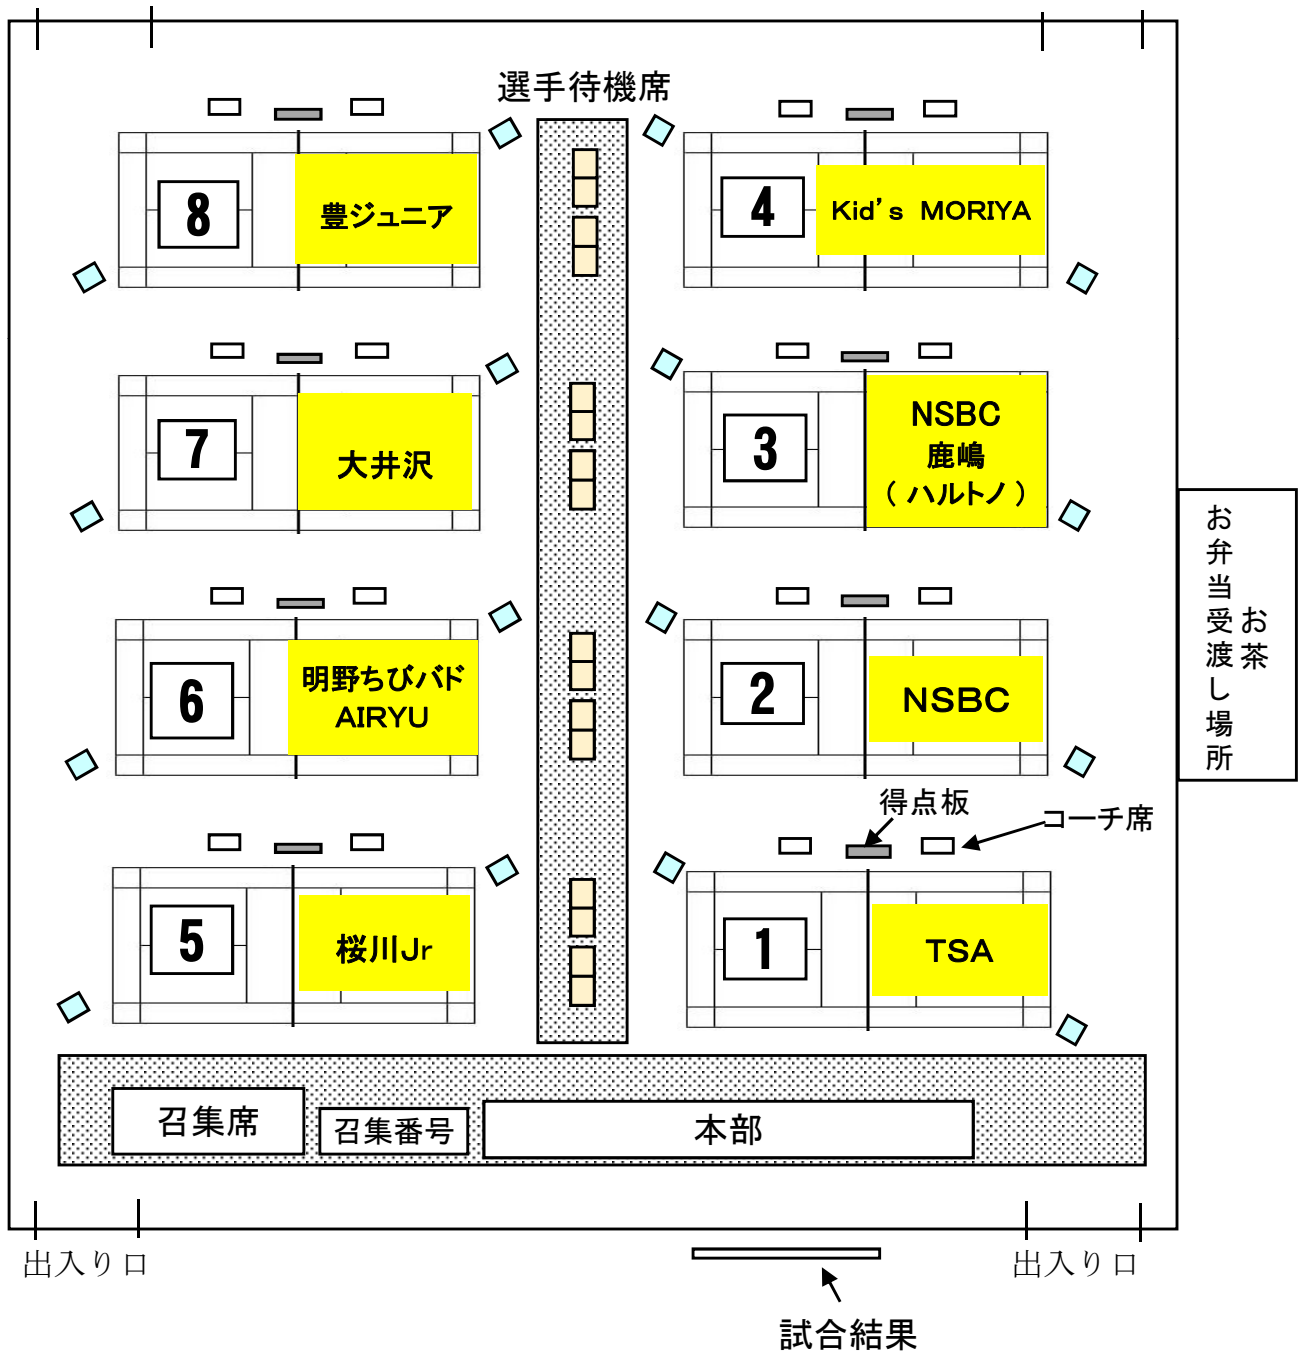 選手待機席
8
豊ジュニア
4
Kid's MORIYA
7
大井沢
3
NSBC
鹿嶋
(ハルトノ)
お弁当受渡し場所
お茶
6
明野ちびバド
AIRYU
2
NSBC
得点板
コーチ席
5
桜川Jr
1
TSA
召集席
召集番号
本部
出入り口
出入り口
試合結果